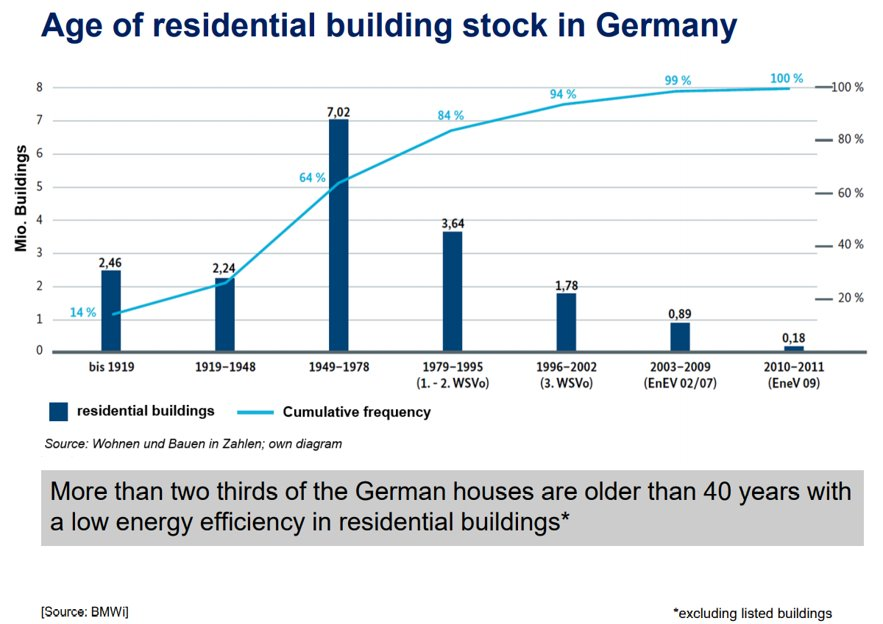 Age of residential building stock in Germany
Mio. Buildings
8
7
6
5
4
3
2
1
0
100 %
80 %
60 %
40 %
20 %
2,46
2,24
7,02
3,64
1,78
0,89
0,18
14 %
64 %
84 %
94 %
99 %
100 %
bis 1919
1919–1948
1949–1978
1979–1995
(1. - 2. WSVo)
1996–2002
(3. WSVo)
2003–2009
(EnEV 02/07)
2010–2011
(EneV 09)
residential buildings
Cumulative frequency
Source: Wohnen und Bauen in Zahlen; own diagram
More than two thirds of the German houses are older than 40 years with
a low energy efficiency in residential buildings*
[Source: BMWi]
*excluding listed buildings